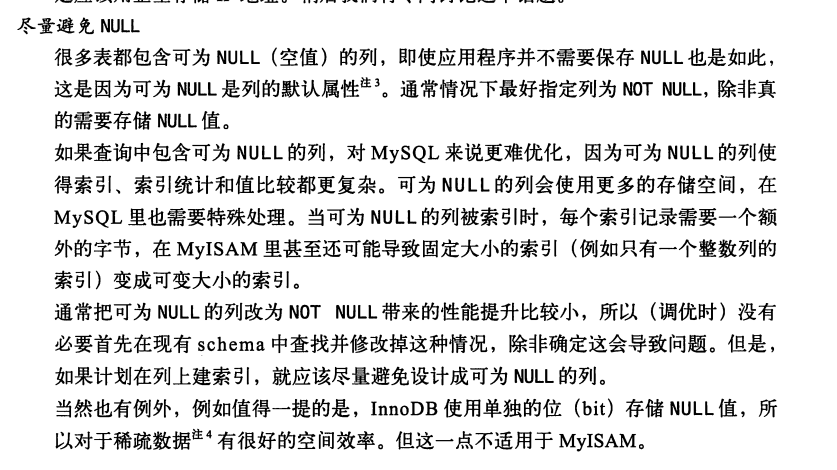 尽量避免 NULL
很多表都包含可为 NULL（空值）的列，即使应用程序并不需要保存 NULL 也是如此，
这是因为可为 NULL 是列的默认属性注3。通常情况下最好指定列为 NOT NULL，除非真
的需要存储 NULL 值。
如果查询中包含可为 NULL 的列，对 MySQL 来说更难优化，因为可为 NULL 的列使
得索引、索引统计和值比较都更复杂。可为 NULL 的列会使用更多的存储空间，在
MySQL 里也需要特殊处理。当可为 NULL 的列被索引时，每个索引记录需要一个额
外的字节，在 MyISAM 里甚至还可能导致固定大小的索引（例如只有一个整数列的
索引）变成可变大小的索引。
通常把可为 NULL 的列改为 NOT NULL 带来的性能提升比较小，所以（调优时）没有
必要首先在现有 schema 中查找并修改掉这种情况，除非确定这会导致问题。但是，
如果计划在列上建索引，就应该尽量避免设计成可为 NULL 的列。
当然也有例外，例如值得一提的是，InnoDB 使用单独的位（bit）存储 NULL 值，所
以对于稀疏数据注4 有很好的空间效率。但这一点不适用于 MyISAM。